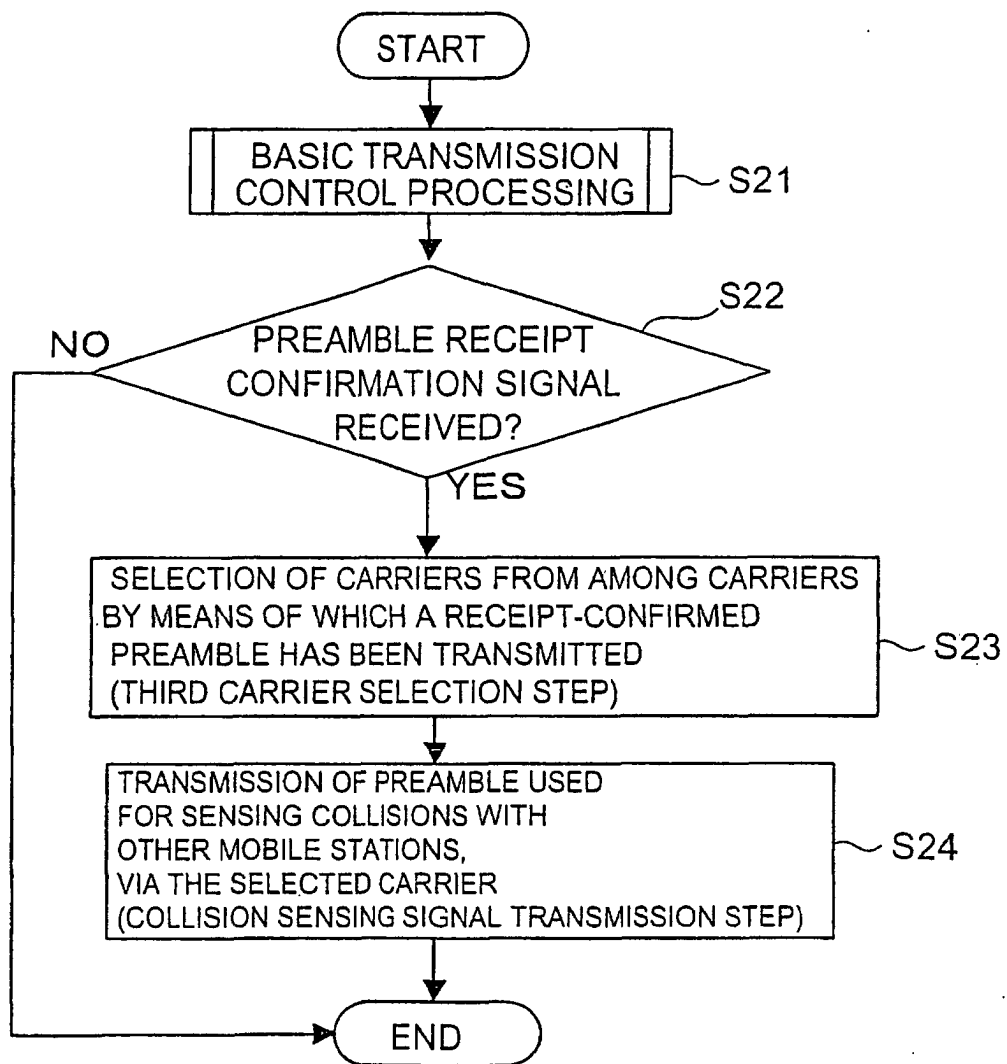 START
BASIC TRANSMISSION
CONTROL PROCESSING
S21
S22
NO
PREAMBLE RECEIPT
CONFIRMATION SIGNAL
RECEIVED?
YES
SELECTION OF CARRIERS FROM AMONG CARRIERS
BY MEANS OF WHICH A RECEIPT-CONFIRMED
PREAMBLE HAS BEEN TRANSMITTED
(THIRD CARRIER SELECTION STEP)
S23
TRANSMISSION OF PREAMBLE USED
FOR SENSING COLLISIONS WITH
OTHER MOBILE STATIONS,
VIA THE SELECTED CARRIER
(COLLISION SENSING SIGNAL TRANSMISSION STEP)
S24
END